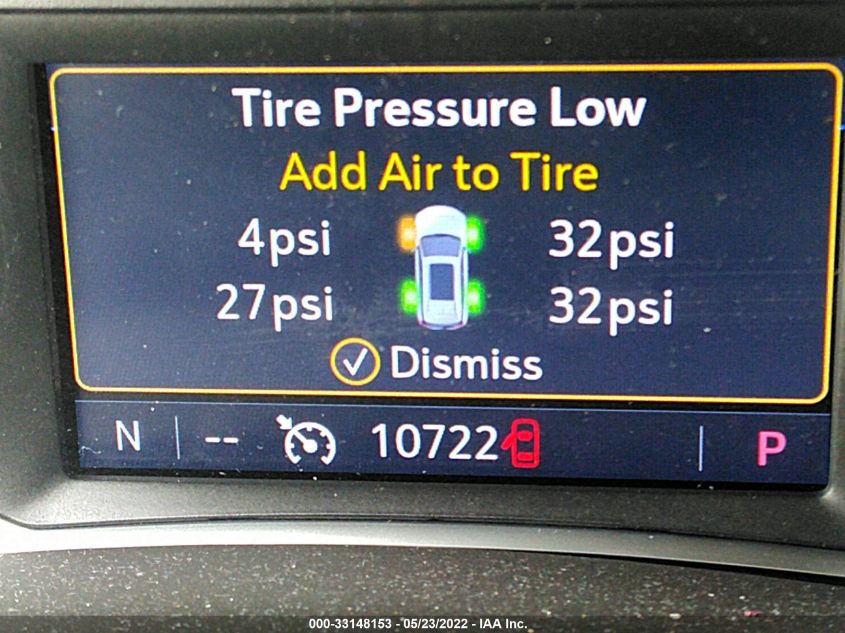 Tire Pressure Low
Add Air to Tire
4psi 32psi
27psi 32psi
Dismiss
N -- 10722 P
000-33148153 - 05/23/2022 - IAA Inc.